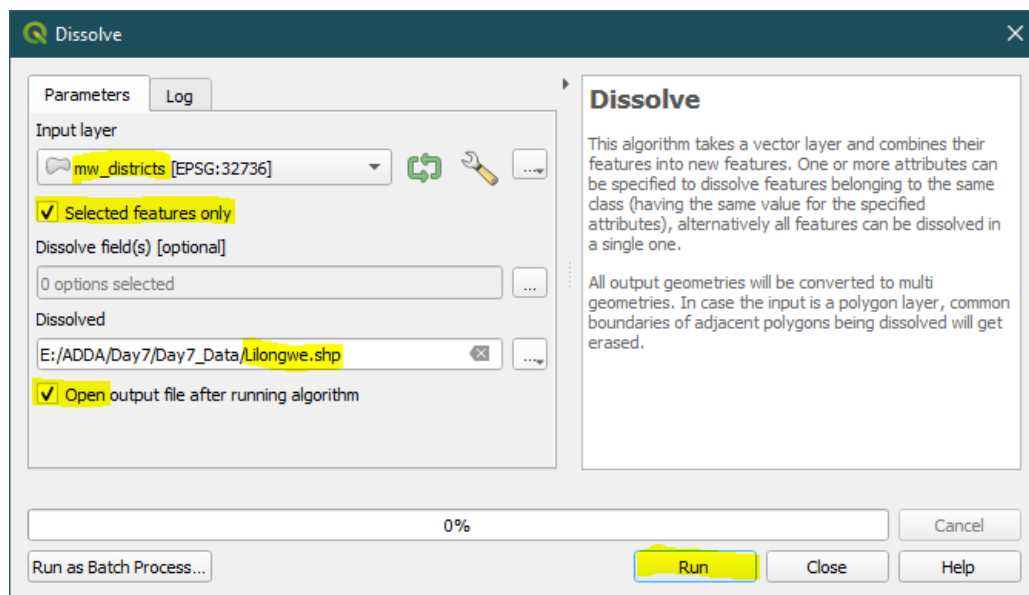 Dissolve
Parameters
Log
Input layer
mw_districts [EPSG:32736]
...
Selected features only
Dissolve field(s) [optional]
0 options selected
...
Dissolved
E:/ADDA/Day7/Day7_Data/Lilongwe.shp
...
Open output file after running algorithm
Dissolve
This algorithm takes a vector layer and combines their
features into new features. One or more attributes can
be specified to dissolve features belonging to the same
class (having the same value for the specified
attributes), alternatively all features can be dissolved in
a single one.
All output geometries will be converted to multi
geometries. In case the input is a polygon layer, common
boundaries of adjacent polygons being dissolved will get
erased.
0%
Cancel
Run as Batch Process...
Run
Close
Help